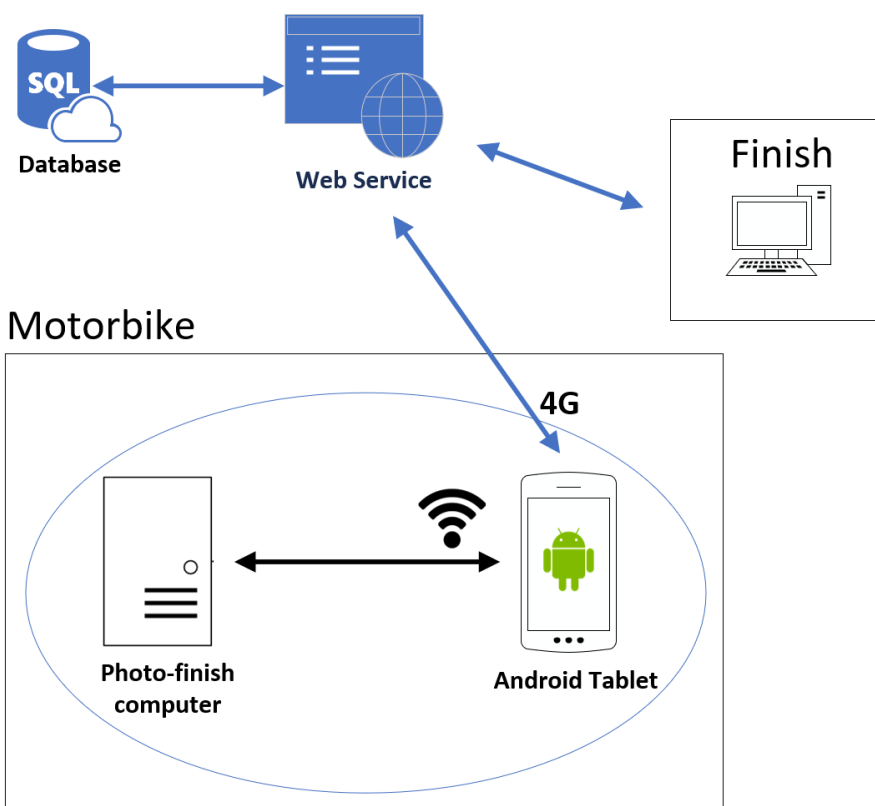 SQL
Database
Web Service
Finish
Motorbike
4G
Photo-finish
computer
Android Tablet